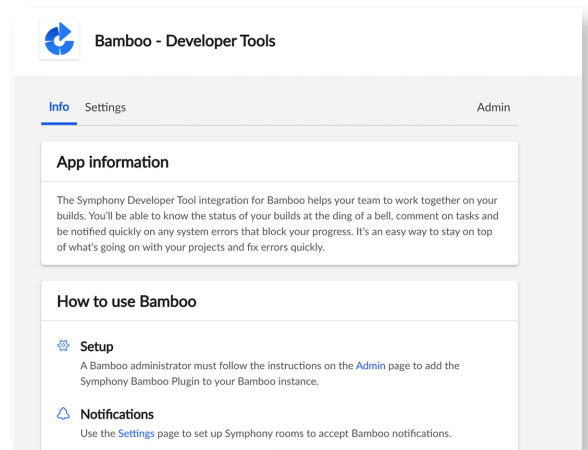 Bamboo - Developer Tools
Info Settings Admin
App information
The Symphony Developer Tool integration for Bamboo helps your team to work together on your
builds. You'll be able to know the status of your builds at the ding of a bell, comment on tasks and
be notified quickly on any system errors that block your progress. It's an easy way to stay on top
of what's going on with your projects and fix errors quickly.
How to use Bamboo
Setup
A Bamboo administrator must follow the instructions on the Admin page to add the
Symphony Bamboo Plugin to your Bamboo instance.
Notifications
Use the Settings page to set up Symphony rooms to accept Bamboo notifications.